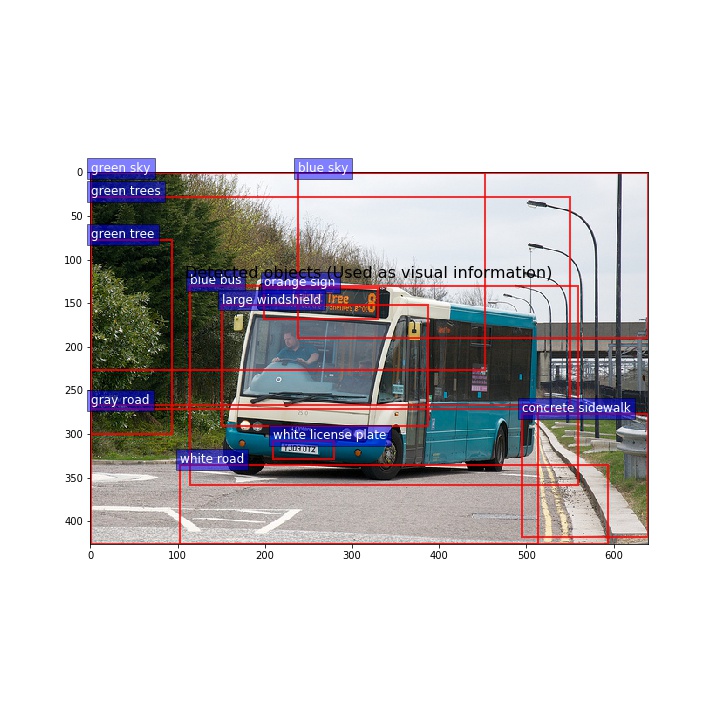 green sky
blue sky
green trees
green tree
Detected objects (Used as visual information)
blue bus
orange sign
large windshield
8
gray road
concrete sidewalk
white license plate
white road
0
50
100
150
200
250
300
350
400
0
100
200
300
400
500
600